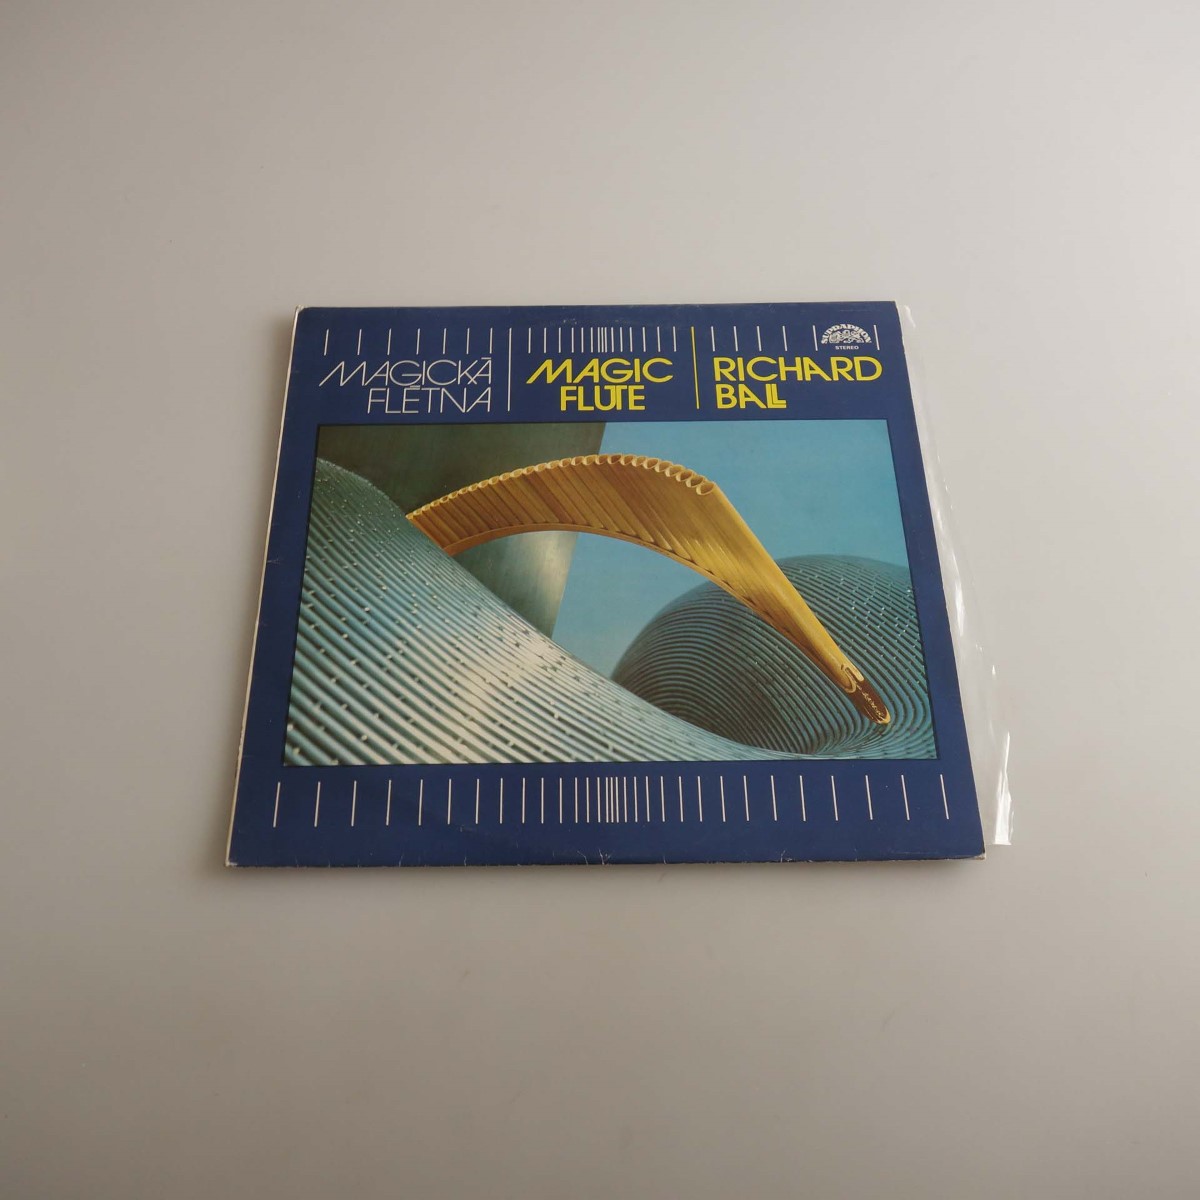 SUPRAPHON
STEREO
MAGICKÁ
FLÉTNA
MAGIC
FLUTE
RICHARD
BALL